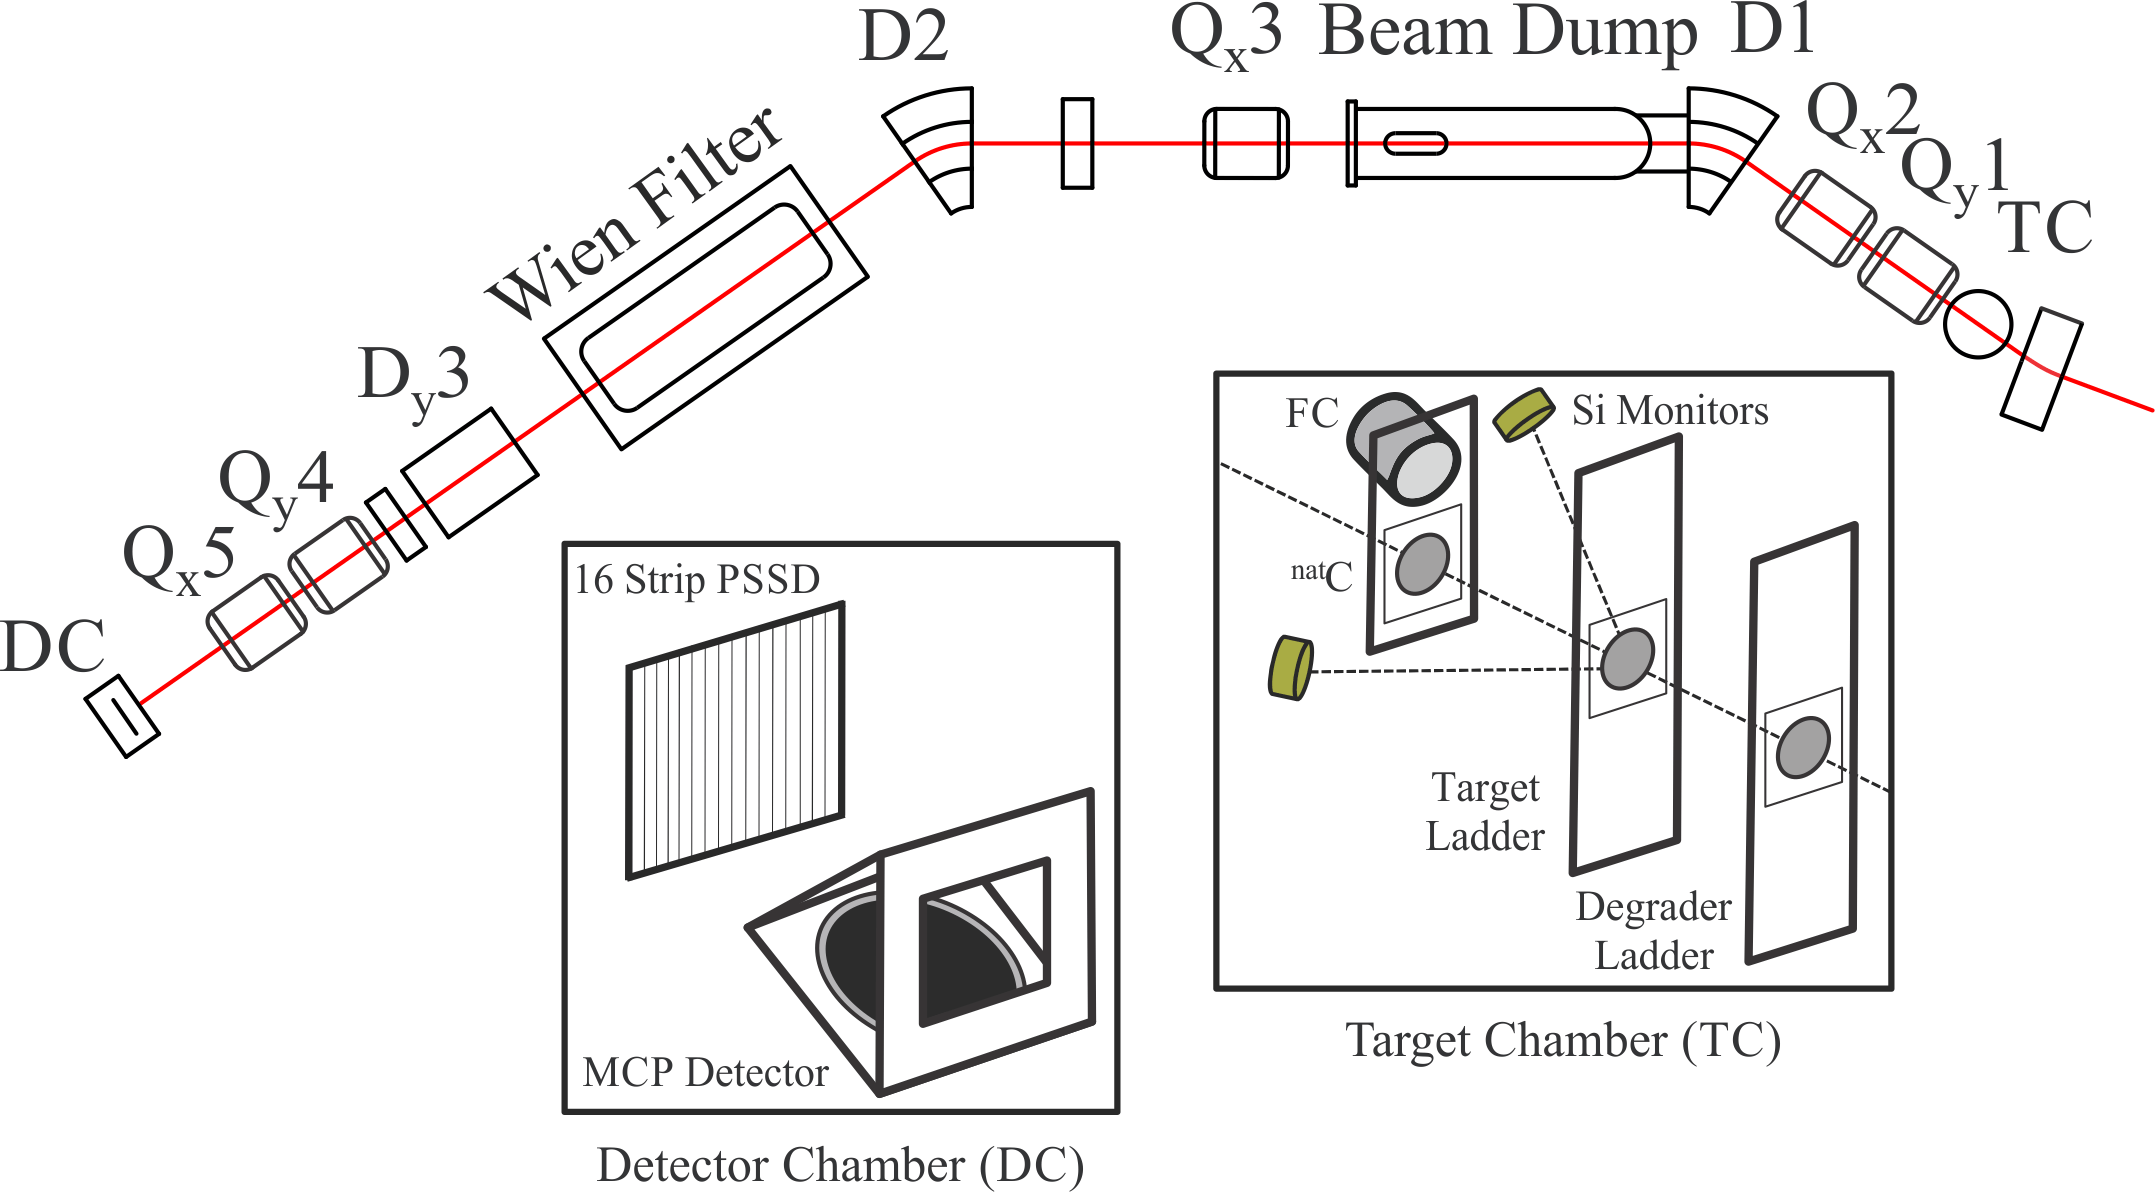 D2
Qx3
Beam Dump
D1
Qx2
Qy1
TC
Wien Filter
Dy3
Qy4
Qx5
DC
16 Strip PSSD
MCP Detector
Detector Chamber (DC)
FC
Si Monitors
natC
Target
Ladder
Degrader
Ladder
Target Chamber (TC)